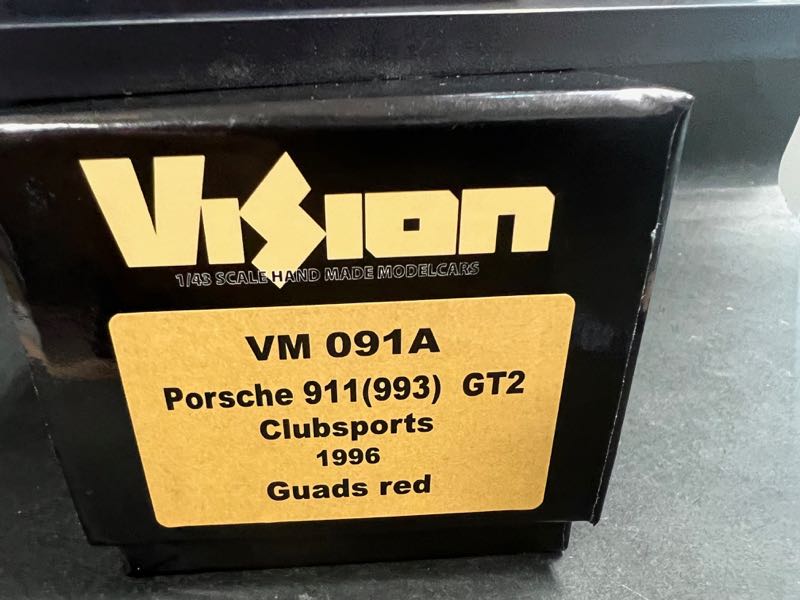 Vision
1/43 SCALE HAND MADE MODELCARS
VM 091A
Porsche 911(993) GT2
Clubsports
1996
Guads red